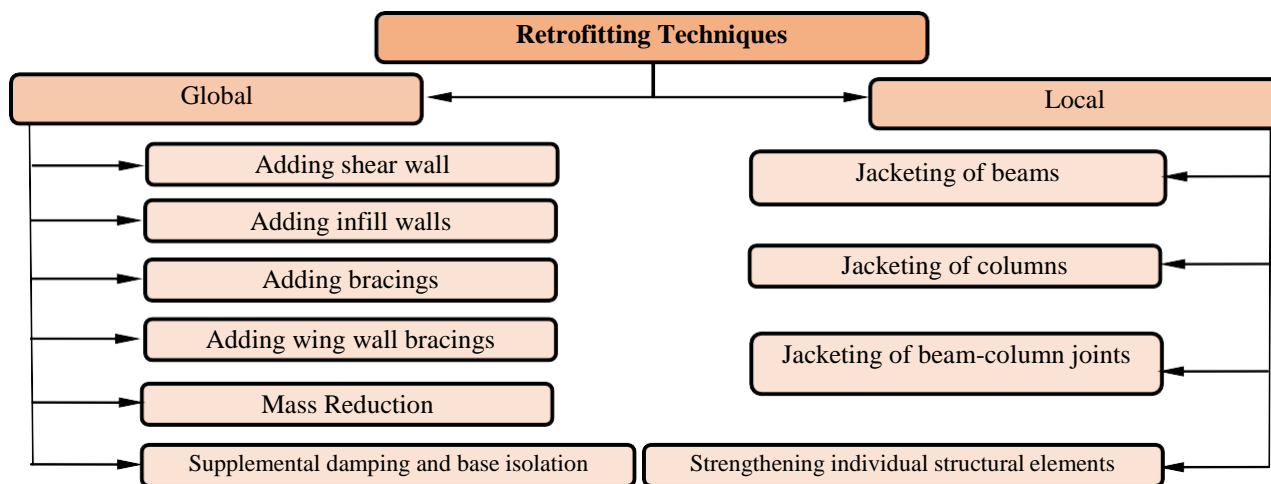 Retrofitting Techniques
Global
Local
Adding shear wall
Adding infill walls
Adding bracings
Adding wing wall bracings
Mass Reduction
Supplemental damping and base isolation
Jacketing of beams
Jacketing of columns
Jacketing of beam-column joints
Strengthening individual structural elements